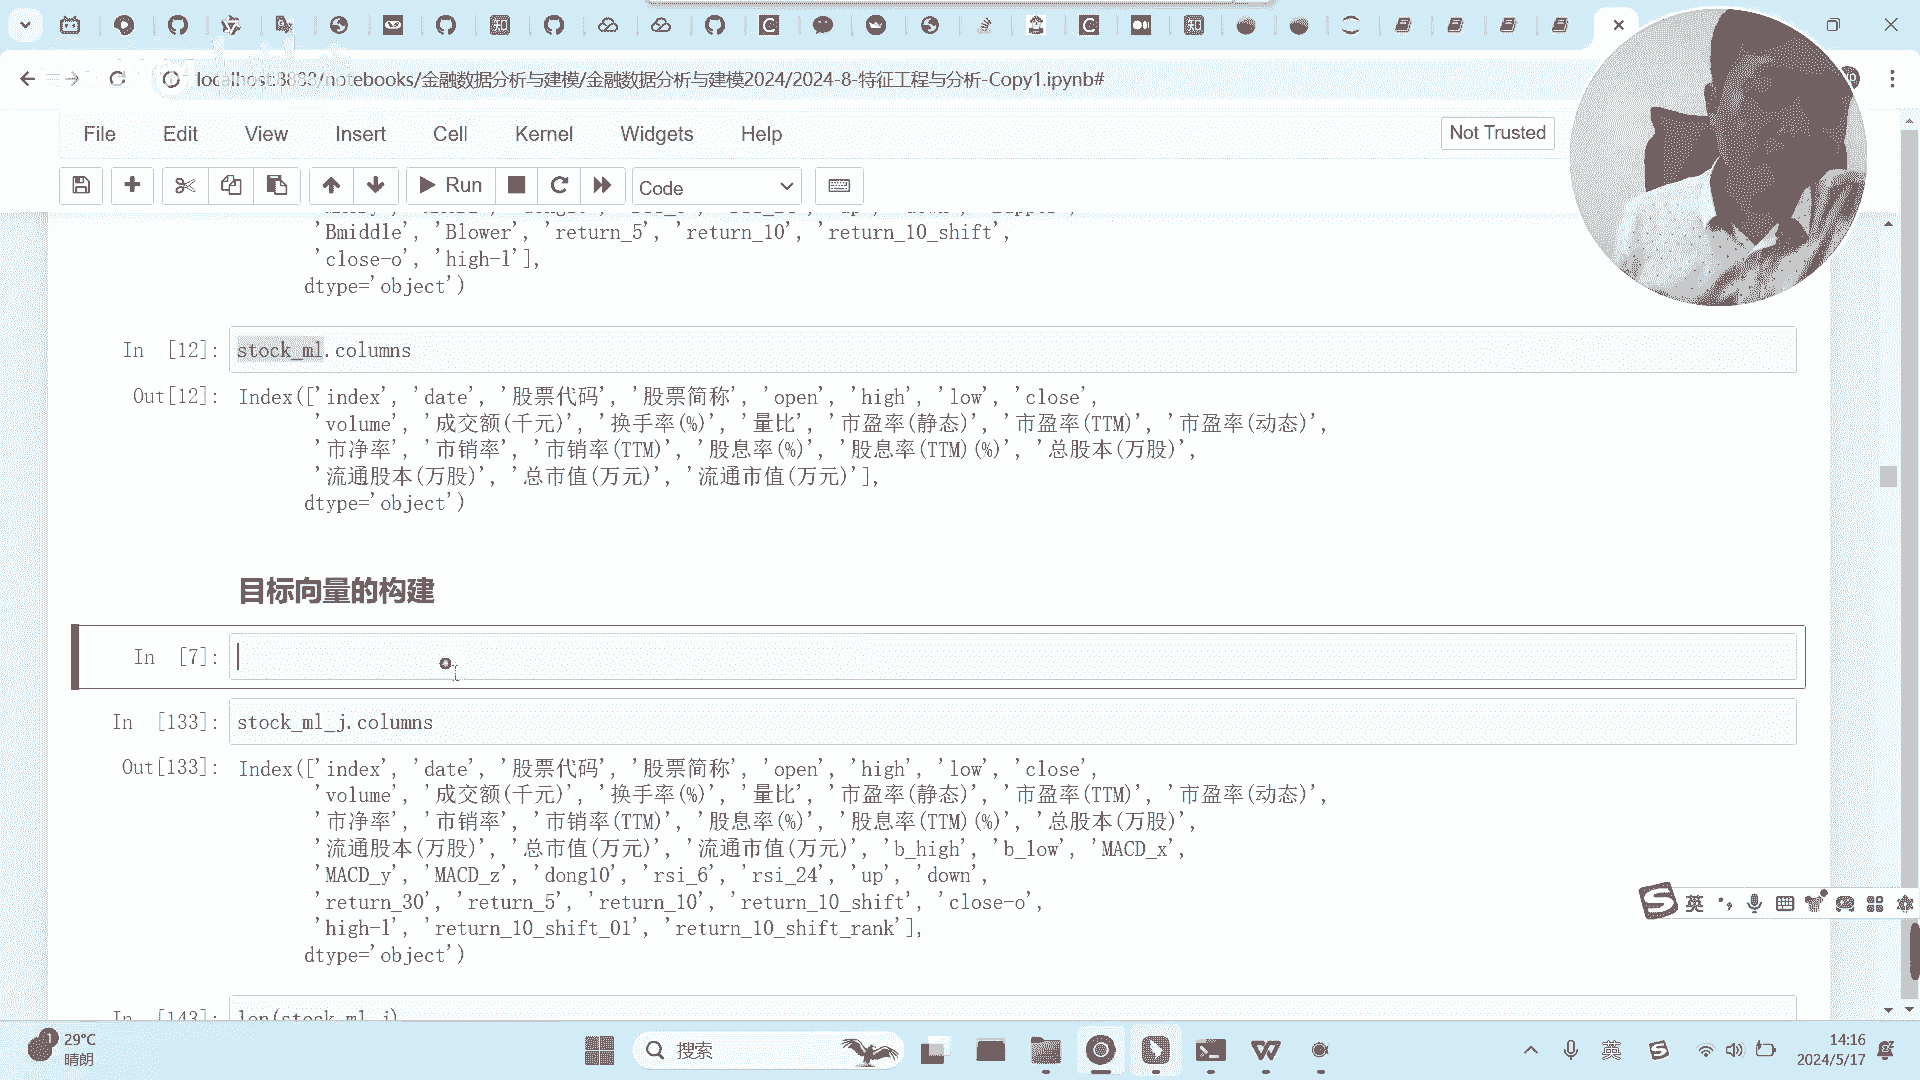 localhost:8888/notebooks/金融数据分析与建模/金融数据分析与建模2024/2024-8-特征工程与分析-Copy1.ipynb#
File Edit View Insert Cell Kernel Widgets Help
Not Trusted
Run
Code
'Bmiddle', 'Blower', 'return_5', 'return_10', 'return_10_shift',
'close-o', 'high-l'],
dtype='object')
In [12]: stock_ml.columns
Out[12]: Index(['index', 'date', '股票代码', '股票简称', 'open', 'high', 'low', 'close',
'volume', '成交额(千元)', '换手率(%)', '量比', '市盈率(静态)', '市盈率(TTM)', '市盈率(动态)',
'市净率', '市销率', '市销率(TTM)', '股息率(%)', '股息率(TTM)(%)', '总股本(万股)',
'流通股本(万股)', '总市值(万元)', '流通市值(万元)'],
dtype='object')
目标向量的构建
In [7]:
In [133]: stock_ml_j.columns
Out[133]: Index(['index', 'date', '股票代码', '股票简称', 'open', 'high', 'low', 'close',
'volume', '成交额(千元)', '换手率(%)', '量比', '市盈率(静态)', '市盈率(TTM)', '市盈率(动态)',
'市净率', '市销率', '市销率(TTM)', '股息率(%)', '股息率(TTM)(%)', '总股本(万股)',
'流通股本(万股)', '总市值(万元)', '流通市值(万元)', 'b_high', 'b_low', 'MACD_x',
'MACD_y', 'MACD_z', 'dong10', 'rsi_6', 'rsi_24', 'up', 'down',
'return_30', 'return_5', 'return_10', 'return_10_shift', 'close-o',
'high-l', 'return_10_shift_01', 'return_10_shift_rank'],
dtype='object')
In [143]: len(stock_ml_j)
英
29°C
晴朗
搜索
英
14:16
2024/5/17